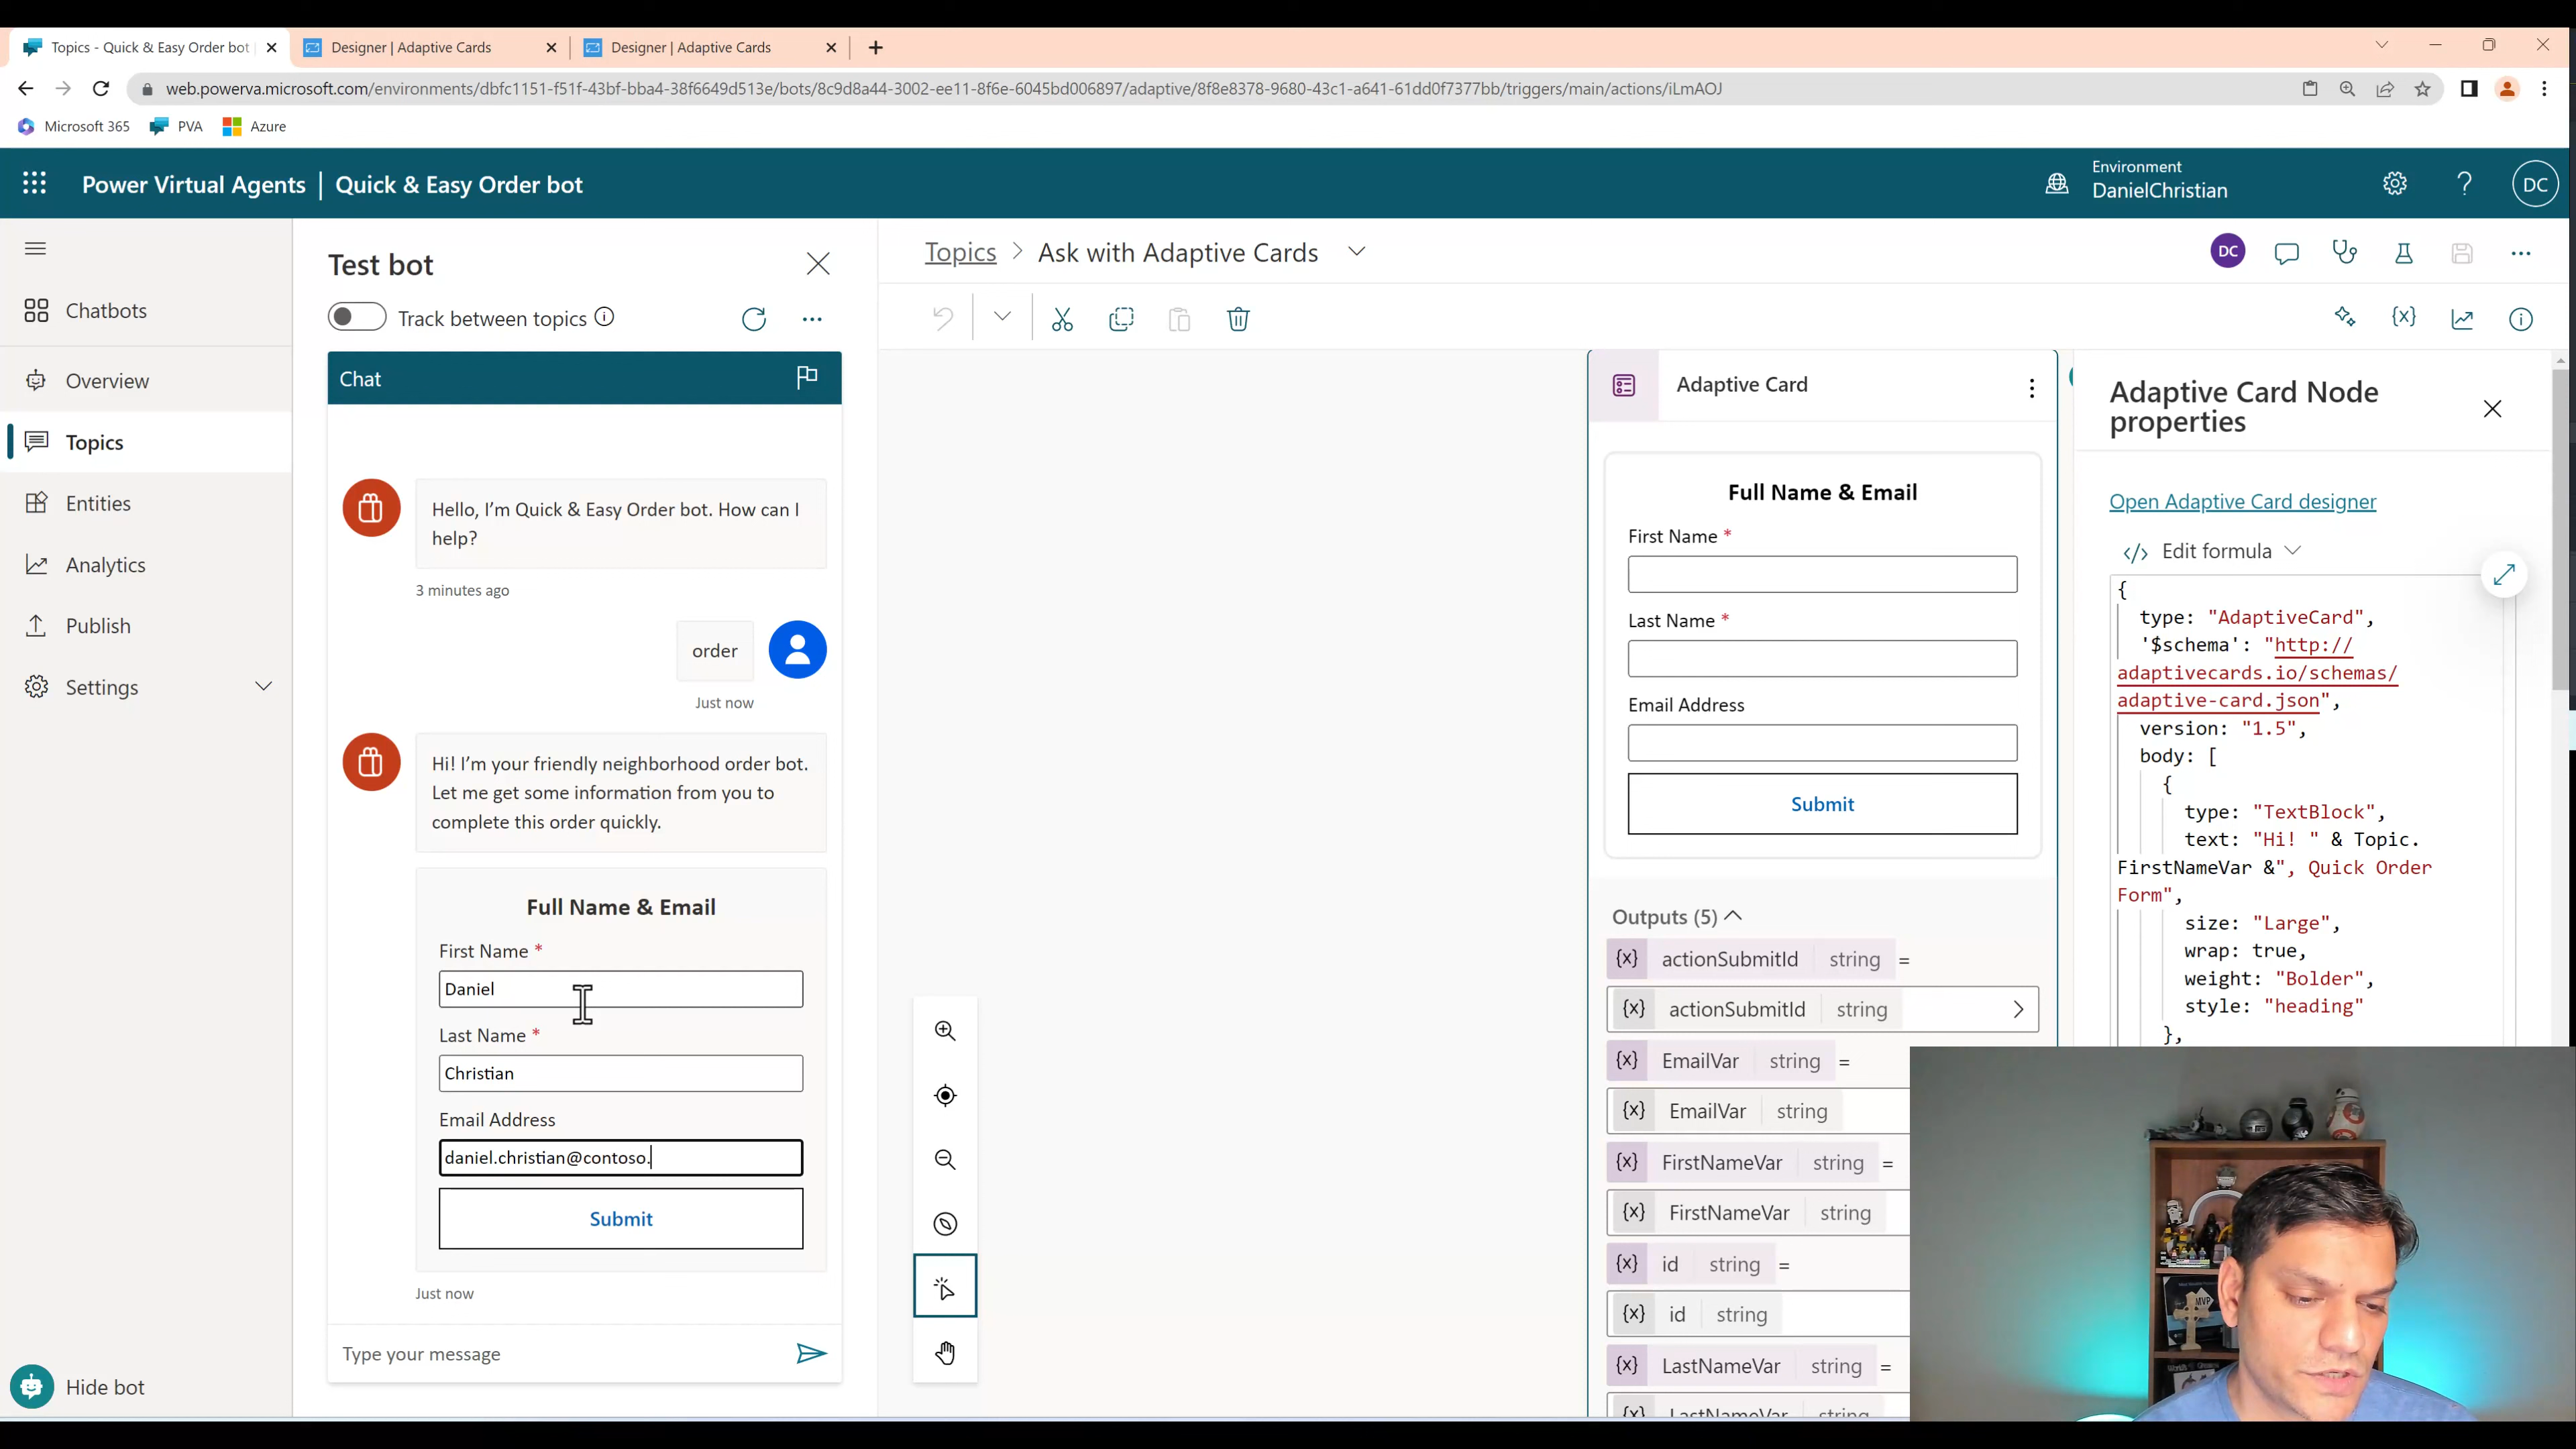 Topics - Quick & Easy Order bot
Designer | Adaptive Cards
Designer | Adaptive Cards
web.powerva.microsoft.com/environments/dbfc1151-f51f-43bf-bba4-38f6649d513e/bots/8c9d8a44-3002-ee11-8f6e-6045bd006897/adaptive/8f8e8378-9680-43c1-a641-61dd0f7377bb/triggers/main/actions/iLmAOJ
Microsoft 365
PVA
Azure
Power Virtual Agents | Quick & Easy Order bot
Environment
DanielChristian
DC
Chatbots
Overview
Topics
Entities
Analytics
Publish
Settings
Hide bot
Test bot
Track between topics
Chat
Hello, I'm Quick & Easy Order bot. How can I
help?
3 minutes ago
order
Just now
Hi! I'm your friendly neighborhood order bot.
Let me get some information from you to
complete this order quickly.
Full Name & Email
First Name *
Daniel
Last Name *
Christian
Email Address
daniel.christian@contoso.
Submit
Just now
Type your message
Topics > Ask with Adaptive Cards
DC
Adaptive Card
Full Name & Email
First Name *
Last Name *
Email Address
Submit
Outputs (5)
{x} actionSubmitId string =
{x} actionSubmitId string
{x} EmailVar string =
{x} EmailVar string
{x} FirstNameVar string =
{x} FirstNameVar string
{x} id string =
{x} id string
{x} LastNameVar string =
{x} LastNameVar string
Adaptive Card Node
properties
Open Adaptive Card designer
</> Edit formula
{
type: "AdaptiveCard",
'$schema': "http://
adaptivecards.io/schemas/
adaptive-card.json",
version: "1.5",
body: [
{
type: "TextBlock",
text: "Hi! " & Topic.
FirstNameVar &", Quick Order
Form",
size: "Large",
wrap: true,
weight: "Bolder",
style: "heading"
},
MVP